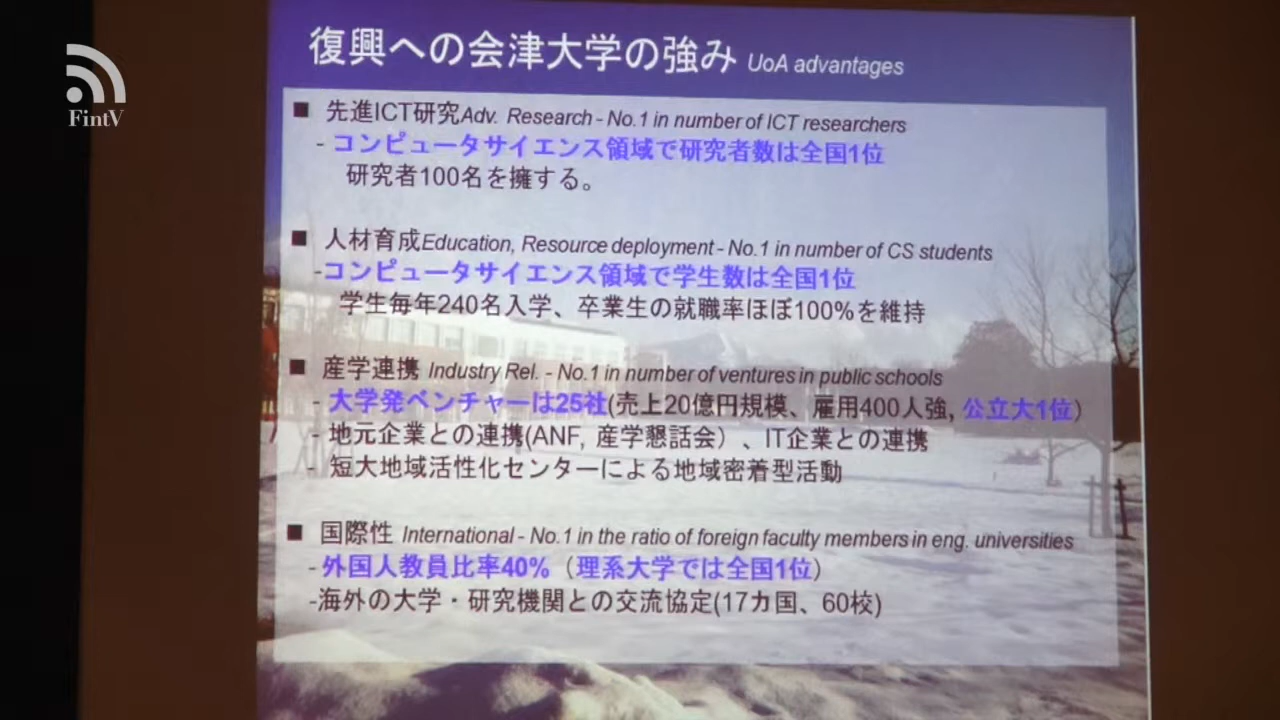 FintV
復興への会津大学の強み UoA advantages
■ 先進ICT研究Adv. Research - No.1 in number of ICT researchers
- コンピュータサイエンス領域で研究者数は全国1位
研究者100名を擁する。
■ 人材育成Education, Resource deployment - No.1 in number of CS students
-コンピュータサイエンス領域で学生数は全国1位
学生毎年240名入学、卒業生の就職率ほぼ100%を維持
■ 産学連携 Industry Rel. - No.1 in number of ventures in public schools
- 大学発ベンチャーは25社(売上20億円規模、雇用400人強, 公立大1位）
- 地元企業との連携(ANF, 産学懇話会）、IT企業との連携
- 短大地域活性化センターによる地域密着型活動
■ 国際性 International - No.1 in the ratio of foreign faculty members in eng. universities
- 外国人教員比率40%（理系大学では全国1位）
-海外の大学・研究機関との交流協定(17カ国、60校)